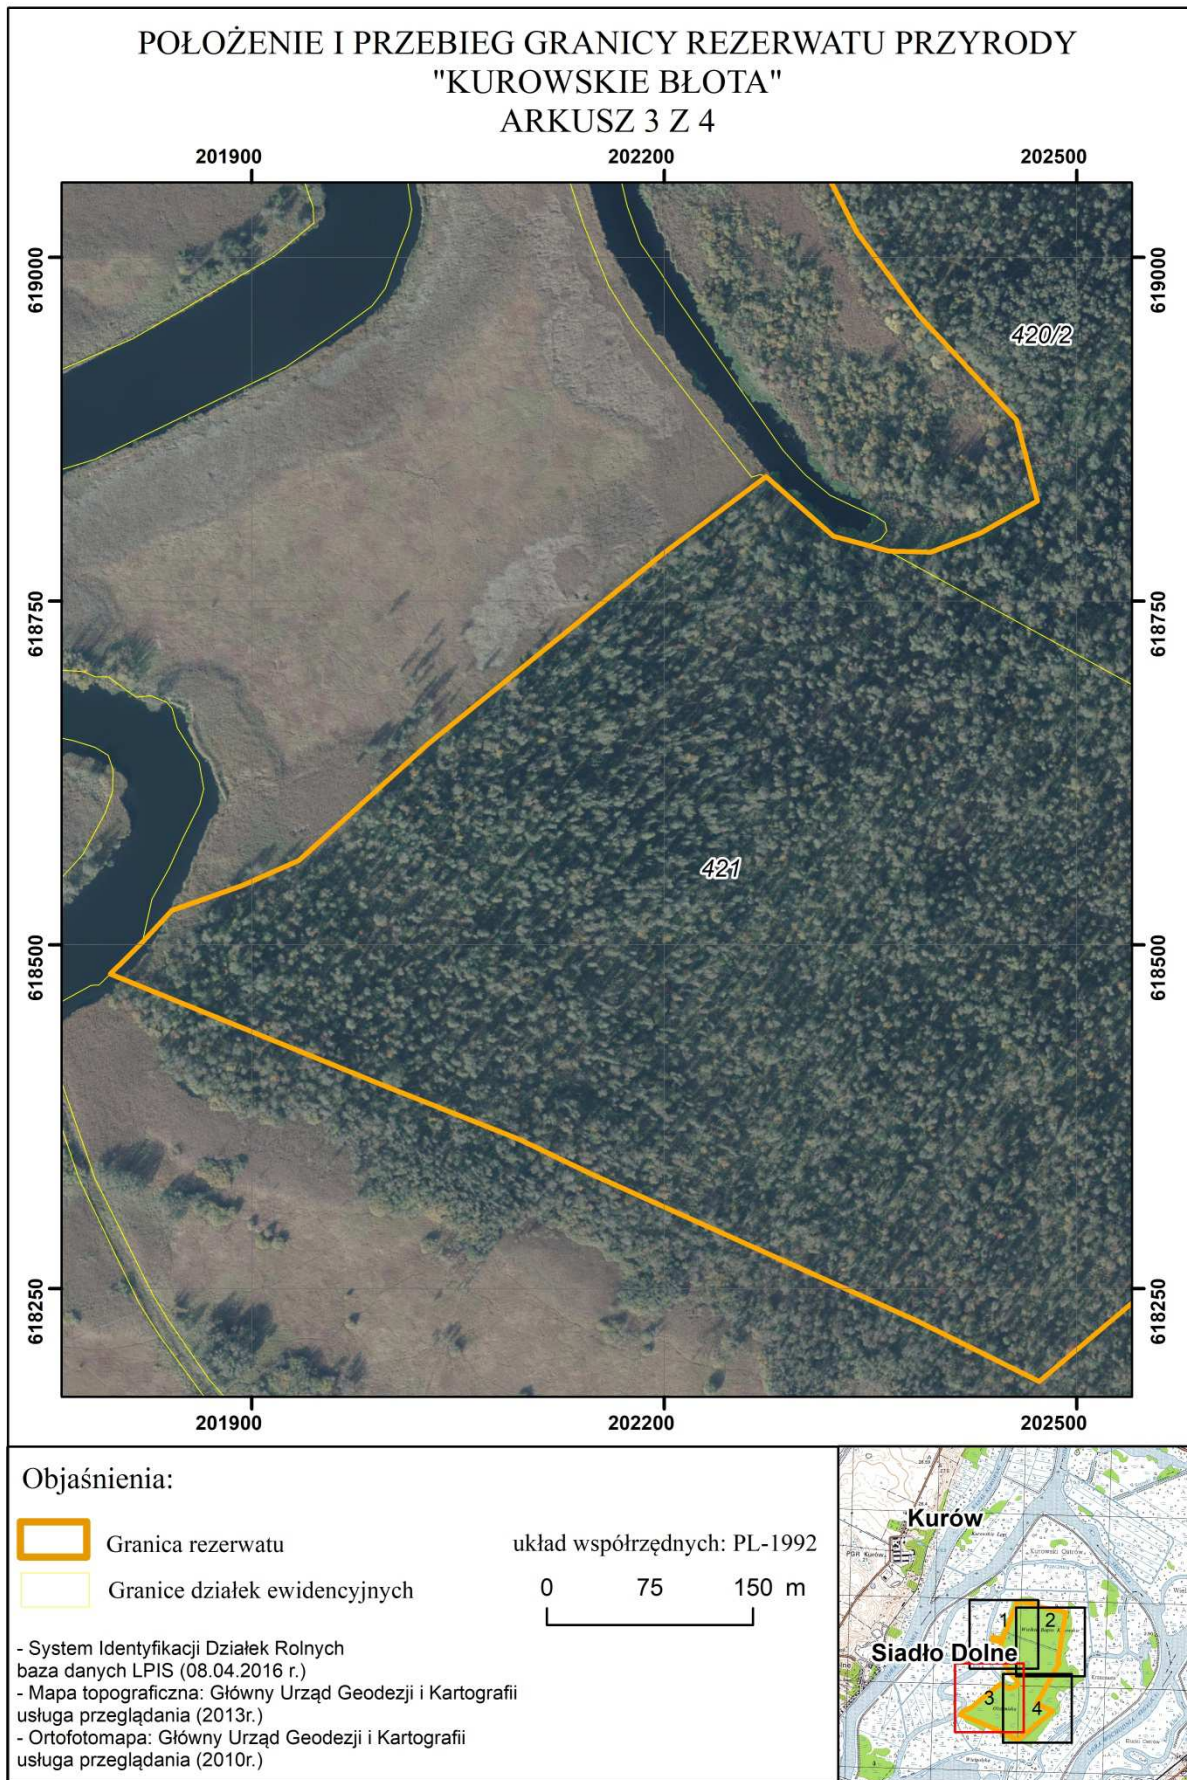 POŁOŻENIE I PRZEBIEG GRANICY REZERWATU PRZYRODY
"KUROWSKIE BŁOTA"
ARKUSZ 3 Z 4
201900 202200 202500
619000 619000
420/2
618750 618750
421
618500 618500
618250 618250
201900 202200 202500
Objaśnienia:
Granica rezerwatu
Granice działek ewidencyjnych
układ współrzędnych: PL-1992
0 75 150 m
- System Identyfikacji Działek Rolnych
baza danych LPIS (08.04.2016 r.)
- Mapa topograficzna: Główny Urząd Geodezji i Kartografii
usługa przeglądania (2013r.)
- Ortofotomapa: Główny Urząd Geodezji i Kartografii
usługa przeglądania (2010r.)
Kurów
PGR Kurów
Siadło Dolne
1 2
3 4